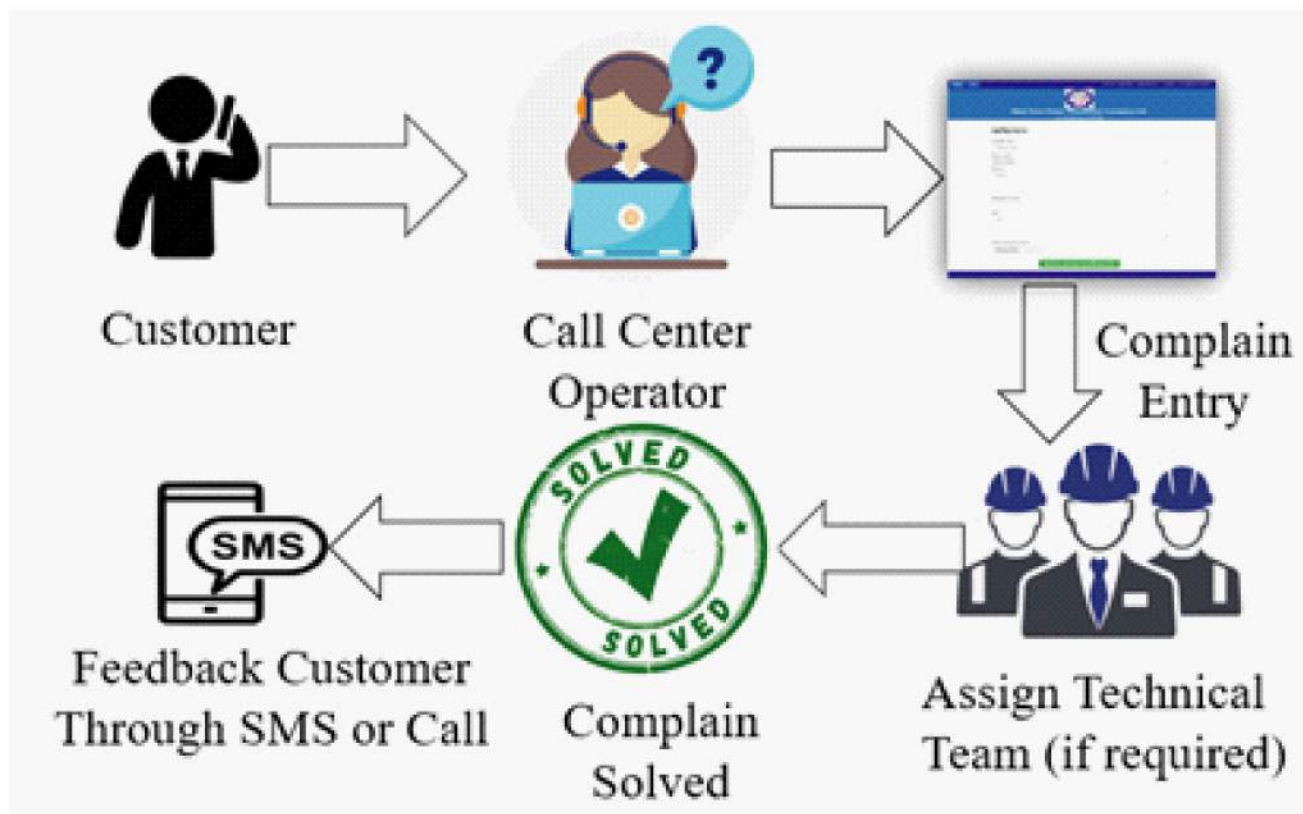 ?
Customer
Call Center
Operator
Complain
Entry
SOLVED
SOLVED
SMS
Feedback Customer
Through SMS or Call
Complain
Solved
Assign Technical
Team (if required)